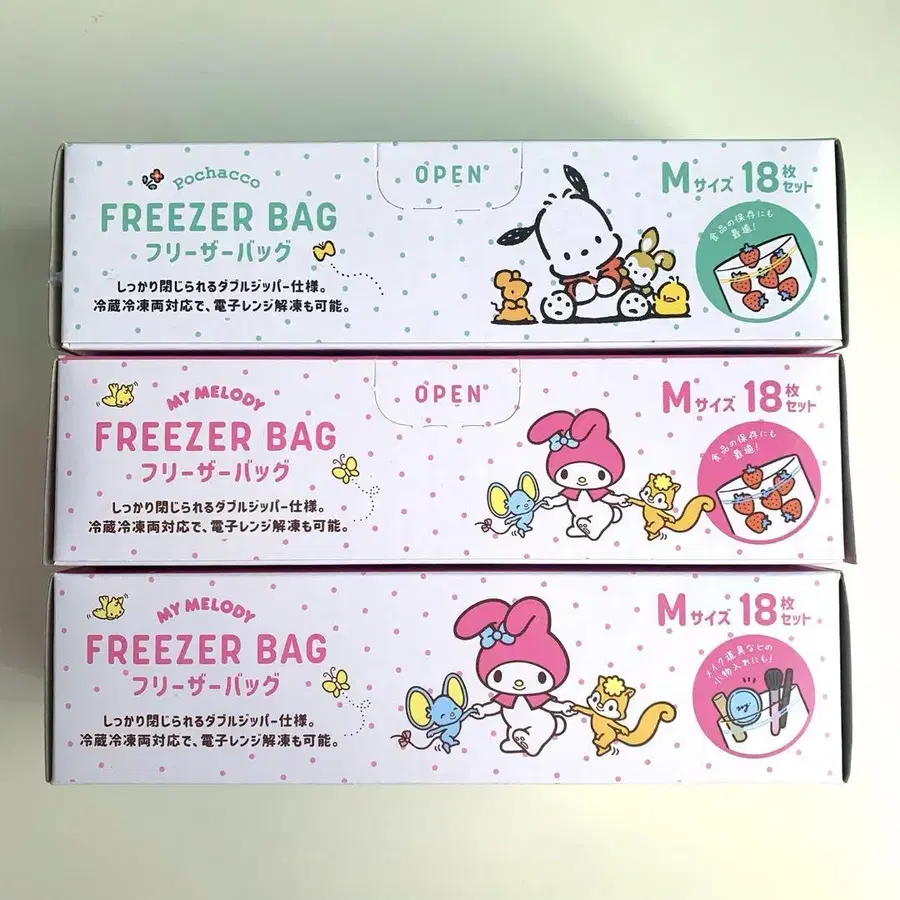 Pochacco
FREEZER BAG
フリーザーバッグ
しっかり閉じられるダブルジッパー仕様。
冷蔵冷凍両対応で、電子レンジ解凍も可能。
OPEN
Mサイズ 18枚セット
食品の保存にも
最適!
MY MELODY
FREEZER BAG
フリーザーバッグ
しっかり閉じられるダブルジッパー仕様。
冷蔵冷凍両対応で、電子レンジ解凍も可能。
OPEN
Mサイズ 18枚セット
食品の保存にも
最適!
MY MELODY
FREEZER BAG
フリーザーバッグ
しっかり閉じられるダブルジッパー仕様。
冷蔵冷凍両対応で、電子レンジ解凍も可能。
Mサイズ 18枚セット
メイク道具などの
小物入れにも!